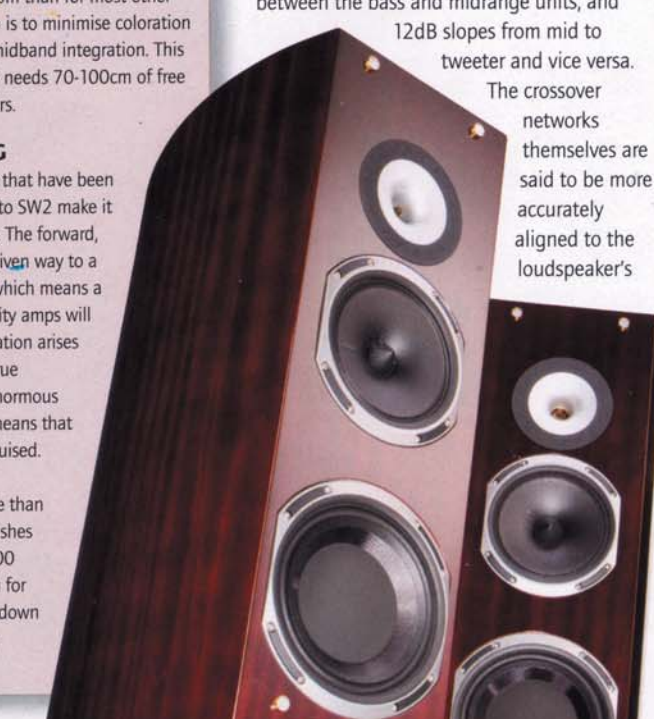 is to minimise coloration
midband integration. This
needs 70-100cm of free
rs.
G
that have been
to SW2 make it
The forward,
iven way to a
which means a
ity amps will
ation arises
ue
normous
means that
uised.
e than
shes
00
for
down
between the bass and midrange units, and
12dB slopes from mid to
tweeter and vice versa.
The crossover
networks
themselves are
said to be more
accurately
aligned to the
loudspeaker's